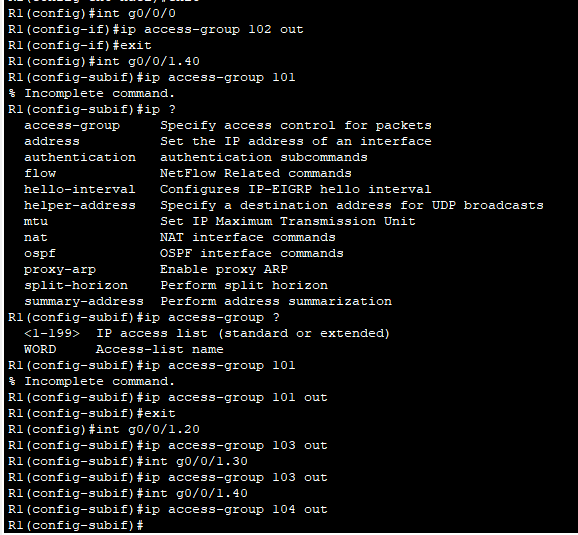 R1(config)#int g0/0/0
R1(config-if)#ip access-group 102 out
R1(config-if)#exit
R1(config)#int g0/0/1.40
R1(config-subif)#ip access-group 101
% Incomplete command.
R1(config-subif)#ip ?
  access-group     Specify access control for packets
  address          Set the IP address of an interface
  authentication   authentication subcommands
  flow             NetFlow Related commands
  hello-interval   Configures IP-EIGRP hello interval
  helper-address   Specify a destination address for UDP broadcasts
  mtu              Set IP Maximum Transmission Unit
  nat              NAT interface commands
  ospf             OSPF interface commands
  proxy-arp        Enable proxy ARP
  split-horizon    Perform split horizon
  summary-address  Perform address summarization
R1(config-subif)#ip access-group ?
  <1-199>  IP access list (standard or extended)
  WORD     Access-list name
R1(config-subif)#ip access-group 101
% Incomplete command.
R1(config-subif)#ip access-group 101 out
R1(config-subif)#exit
R1(config)#int g0/0/1.20
R1(config-subif)#ip access-group 103 out
R1(config-subif)#int g0/0/1.30
R1(config-subif)#ip access-group 103 out
R1(config-subif)#int g0/0/1.40
R1(config-subif)#ip access-group 104 out
R1(config-subif)#